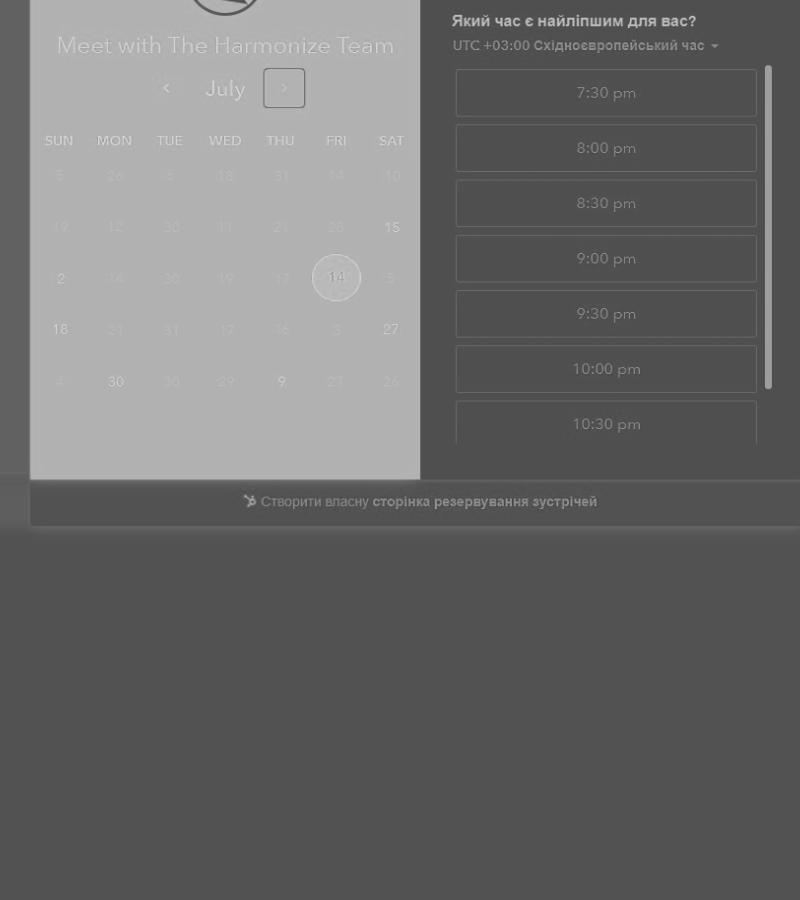 Meet with The Harmonize Team
July
SUN MON TUE WED THU FRI SAT
5 26 5 18 31 14 10
19 12 30 11 21 28 15
2 14 30 19 17 14 5
18 21 31 17 16 3 27
4 30 30 29 9 27 26
Який час є найліпшим для вас?
UTC +03:00 Східноєвропейський час
7:30 pm
8:00 pm
8:30 pm
9:00 pm
9:30 pm
10:00 pm
10:30 pm
Створити власну сторінка резервування зустрічей